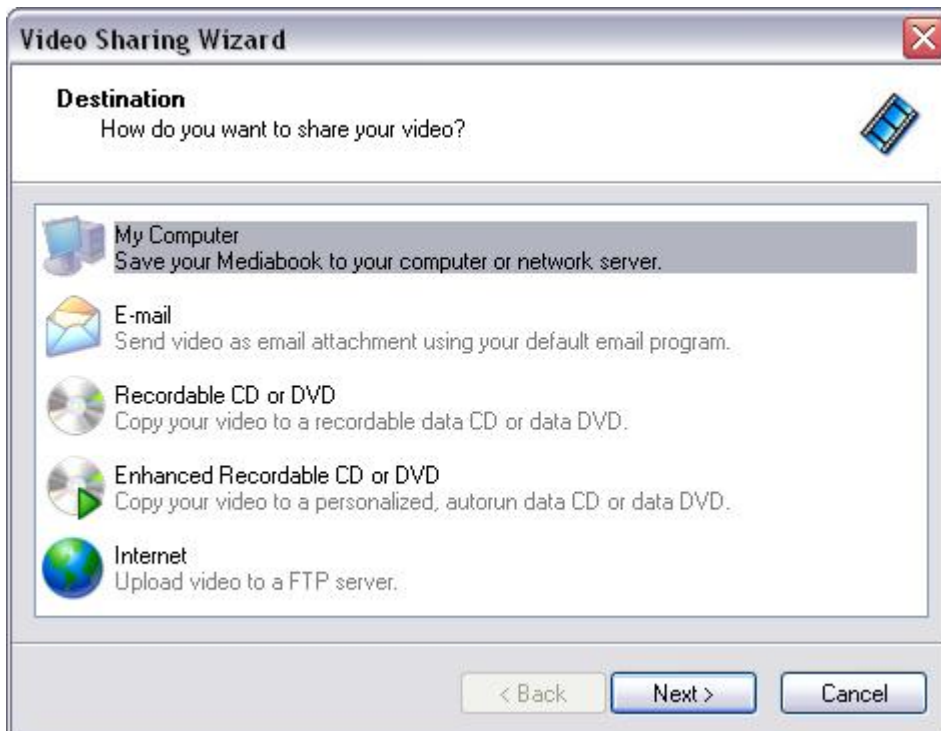 Video Sharing Wizard
Destination
How do you want to share your video?
My Computer
Save your Mediabook to your computer or network server.
E-mail
Send video as email attachment using your default email program.
Recordable CD or DVD
Copy your video to a recordable data CD or data DVD.
Enhanced Recordable CD or DVD
Copy your video to a personalized, autorun data CD or data DVD.
Internet
Upload video to a FTP server.
< Back Next > Cancel